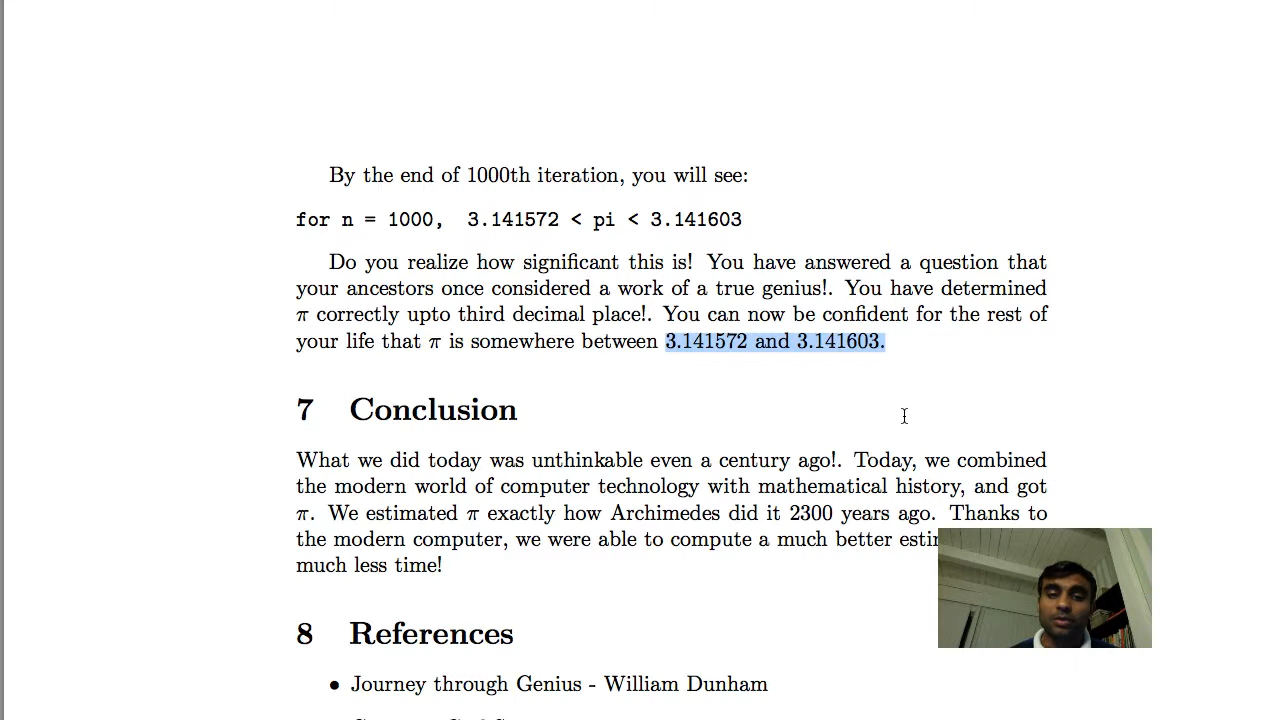 By the end of 1000th iteration, you will see:
for n = 1000, 3.141572 < pi < 3.141603
Do you realize how significant this is! You have answered a question that
your ancestors once considered a work of a true genius!. You have determined
π correctly upto third decimal place!. You can now be confident for the rest of
your life that π is somewhere between 3.141572 and 3.141603.
7 Conclusion
What we did today was unthinkable even a century ago!. Today, we combined
the modern world of computer technology with mathematical history, and got
π. We estimated π exactly how Archimedes did it 2300 years ago. Thanks to
the modern computer, we were able to compute a much better
much less time!
8 References
• Journey through Genius - William Dunham